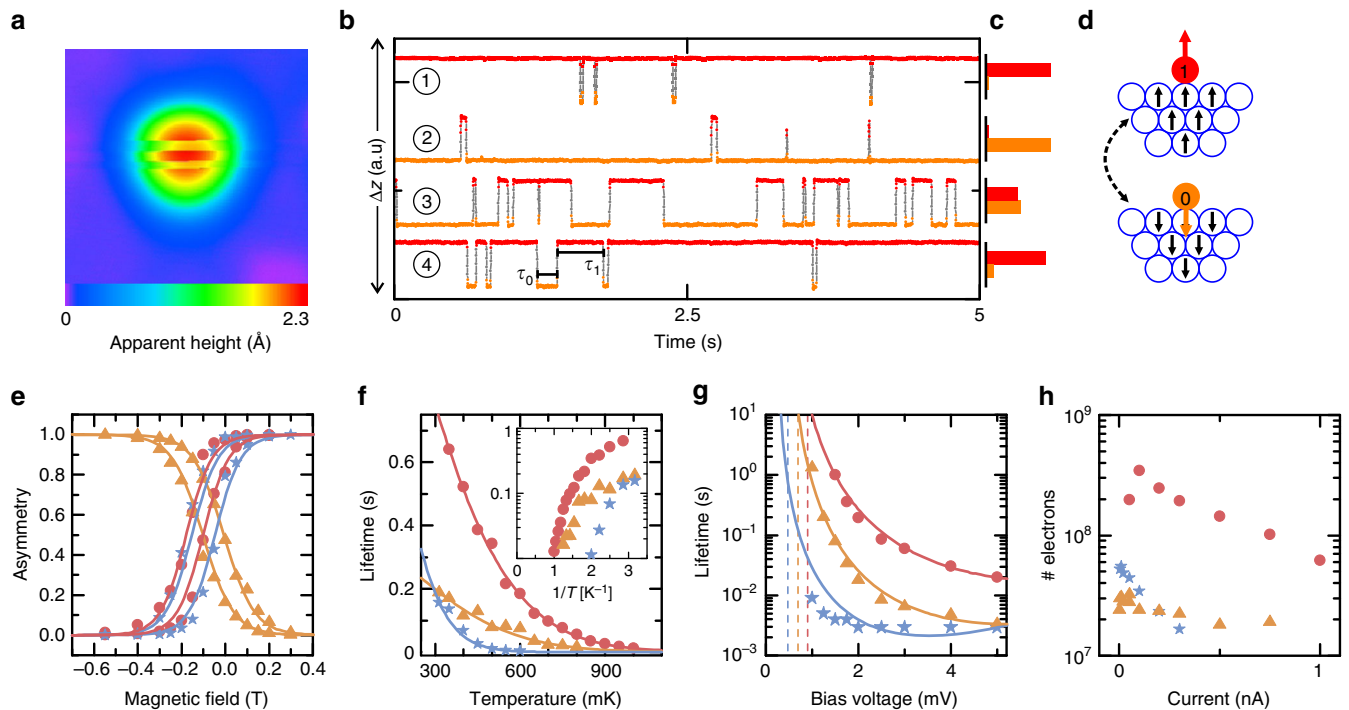 a
b
c
d
0
2.3
Apparent height (Å)
Δz (a.u)
1
2
3
4
τ0
τ1
0
2.5
5
Time (s)
1
0
e
1.0
0.8
0.6
0.4
0.2
0.0
Asymmetry
−0.6
−0.4
−0.2
0.0
0.2
0.4
Magnetic field (T)
f
0.6
0.4
0.2
0
Lifetime (s)
300
600
900
Temperature (mK)
1
0.1
1
2
3
1/T [K⁻¹]
g
10¹
10⁰
10⁻¹
10⁻²
10⁻³
Lifetime (s)
0
2
4
Bias voltage (mV)
h
10⁹
10⁸
10⁷
# electrons
0
1
Current (nA)